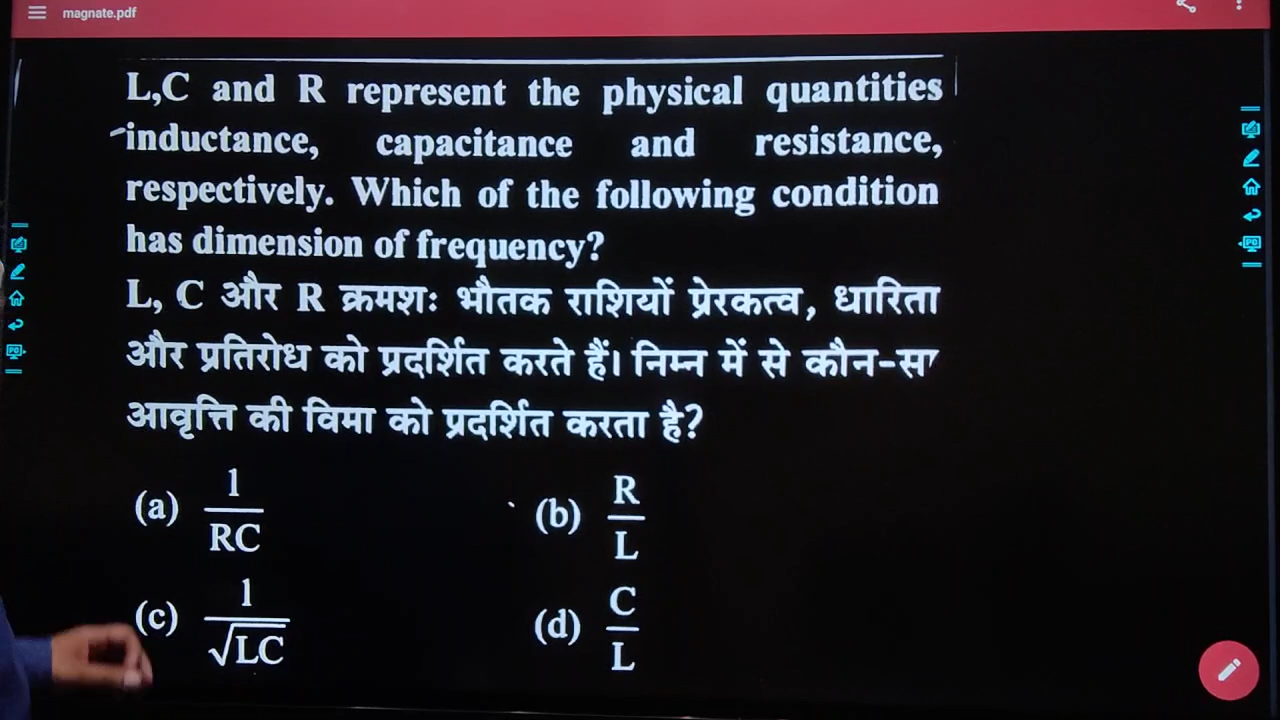 magnate.pdf
L,C and R represent the physical quantities
inductance, capacitance and resistance,
respectively. Which of the following condition
has dimension of frequency?
L, C और R क्रमशः भौतक राशियों प्रेरकत्व, धारिता
और प्रतिरोध को प्रदर्शित करते हैं। निम्न में से कौन-सा
आवृत्ति की विमा को प्रदर्शित करता है?
(a) 1/RC (b) R/L
(c) 1/√LC (d) C/L